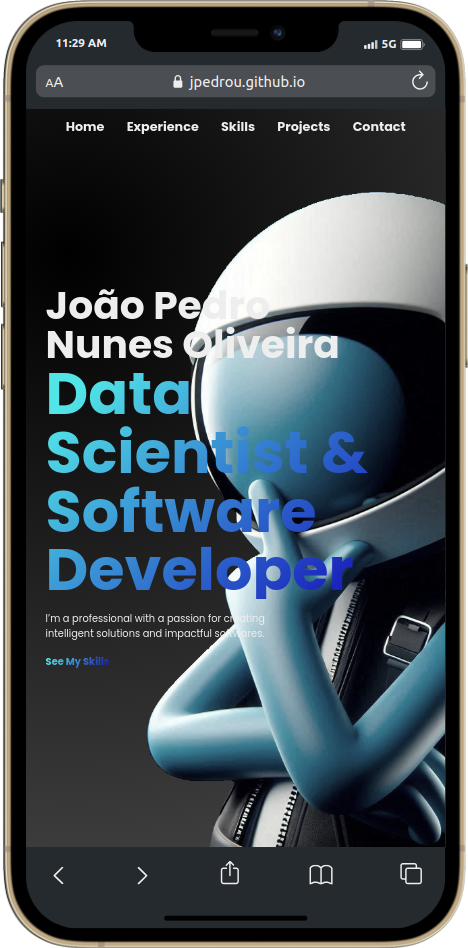 11:29 AM 5G
AA jpedrou.github.io
Home Experience Skills Projects Contact
João Pedro
Nunes Oliveira
Data
Scientist &
Software
Developer
I'm a professional with a passion for creating
intelligent solutions and impactful softwares.
See My Skills